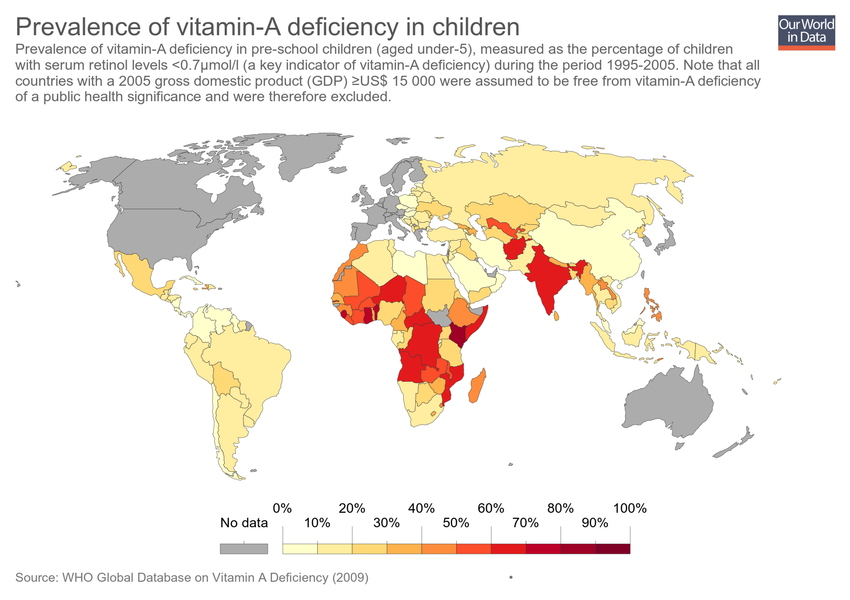 Prevalence of vitamin-A deficiency in children
Our World
in Data
Prevalence of vitamin-A deficiency in pre-school children (aged under-5), measured as the percentage of children
with serum retinol levels <0.7μmol/l (a key indicator of vitamin-A deficiency) during the period 1995-2005. Note that all
countries with a 2005 gross domestic product (GDP) ≥US$ 15 000 were assumed to be free from vitamin-A deficiency
of a public health significance and were therefore excluded.
0% 20% 40% 60% 80% 100%
No data 10% 30% 50% 70% 90%
Source: WHO Global Database on Vitamin A Deficiency (2009) •